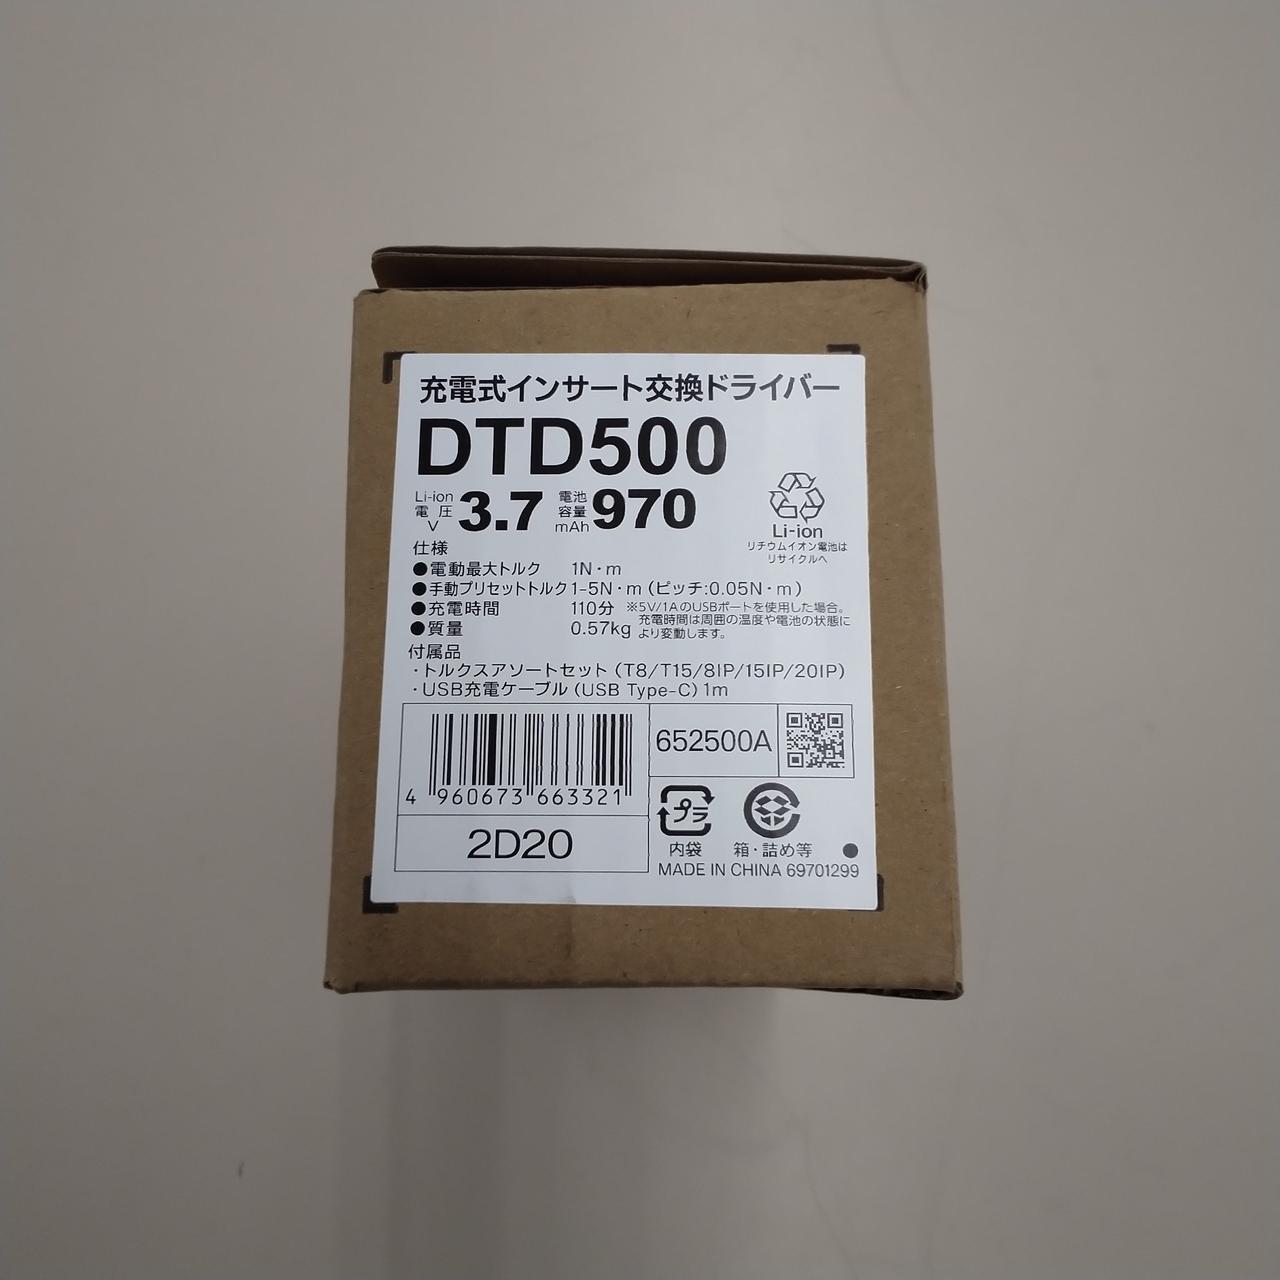 充電式インサート交換ドライバー
DTD500
Li-ion 電圧 V 3.7 電池容量 mAh 970
Li-ion
リチウムイオン電池は
リサイクルへ
仕様
●電動最大トルク 1N・m
●手動プリセットトルク 1-5N・m（ピッチ:0.05N・m）
●充電時間 110分 ※5V/1AのUSBポートを使用した場合。
充電時間は周囲の温度や電池の状態に
より変動します。
●質量 0.57kg
付属品
・トルクスアソートセット（T8/T15/8IP/15IP/20IP）
・USB充電ケーブル（USB Type-C）1m
4 960673 663321
652500A
2D20
プラ
内袋 箱・詰め等
MADE IN CHINA 69701299